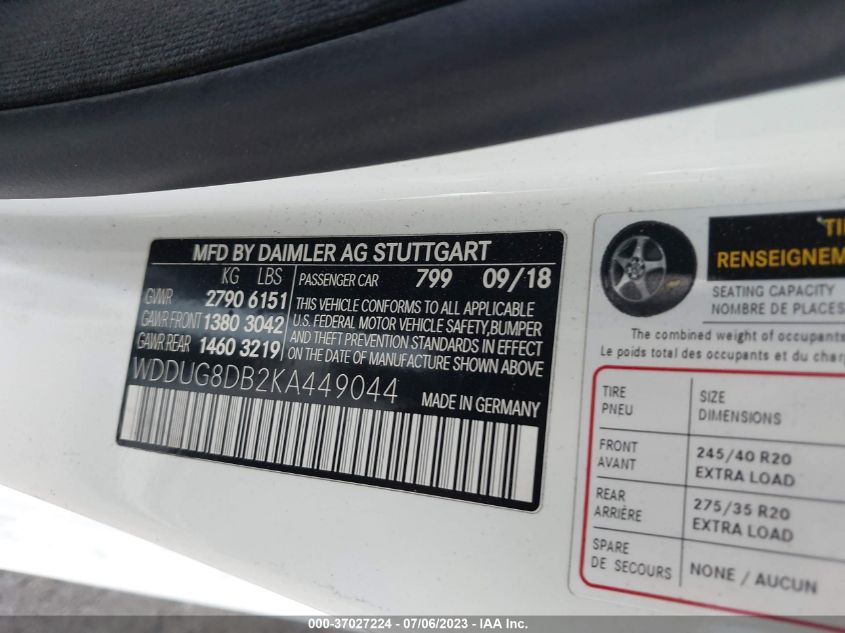 MFD BY DAIMLER AG STUTTGART
KG LBS
PASSENGER CAR 799 09/18
GVWR 2790 6151
GAWR FRONT 1380 3042
GAWR REAR 1460 3219
THIS VEHICLE CONFORMS TO ALL APPLICABLE
U.S. FEDERAL MOTOR VEHICLE SAFETY,BUMPER
AND THEFT PREVENTION STANDARDS IN EFFECT
ON THE DATE OF MANUFACTURE SHOWN ABOVE
WDDUG8DB2KA449044
MADE IN GERMANY
RENSEIGNEM
SEATING CAPACITY
NOMBRE DE PLACES
The combined weight of occupants
Le poids total des occupants et du
TIRE SIZE
PNEU DIMENSIONS
FRONT 245/40 R20
AVANT EXTRA LOAD
REAR 275/35 R20
ARRIÈRE EXTRA LOAD
SPARE NONE / AUCUN
DE SECOURS
000-37027224 - 07/06/2023 - IAA Inc.